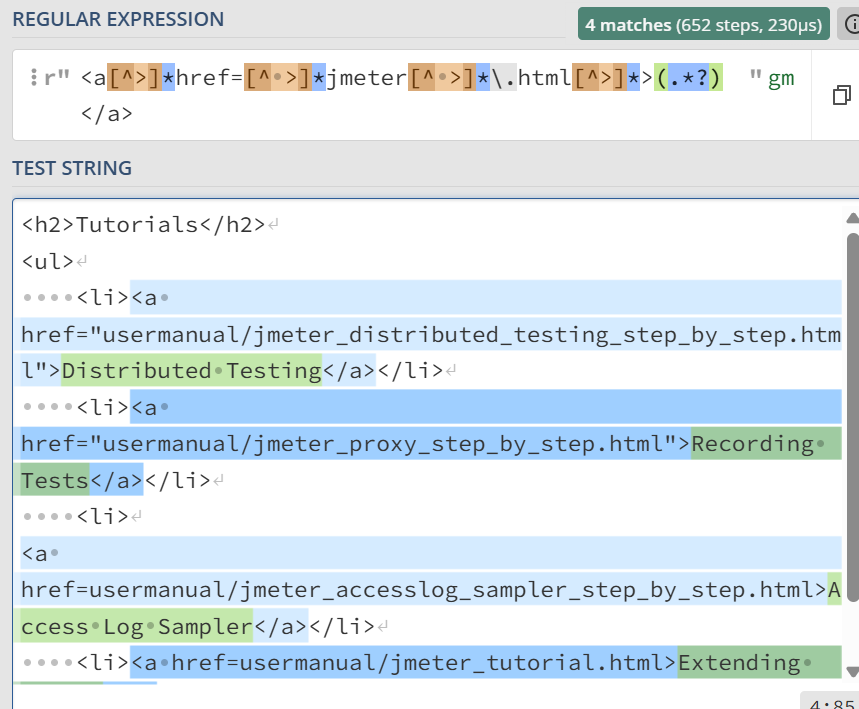 REGULAR EXPRESSION
4 matches (652 steps, 230µs)
r" <a[^>]*href=[^ >]*jmeter[^ >]*\.html[^>]*>(.*?) " gm
</a>
TEST STRING
<h2>Tutorials</h2>↵
<ul>↵
••••<li><a•
href="usermanual/jmeter_distributed_testing_step_by_step.htm
l">Distributed•Testing</a></li>↵
••••<li><a•
href="usermanual/jmeter_proxy_step_by_step.html">Recording•
Tests</a></li>↵
••••<li>↵
<a•
href=usermanual/jmeter_accesslog_sampler_step_by_step.html>A
ccess•Log•Sampler</a></li>↵
••••<li><a•href=usermanual/jmeter_tutorial.html>Extending•
4:85